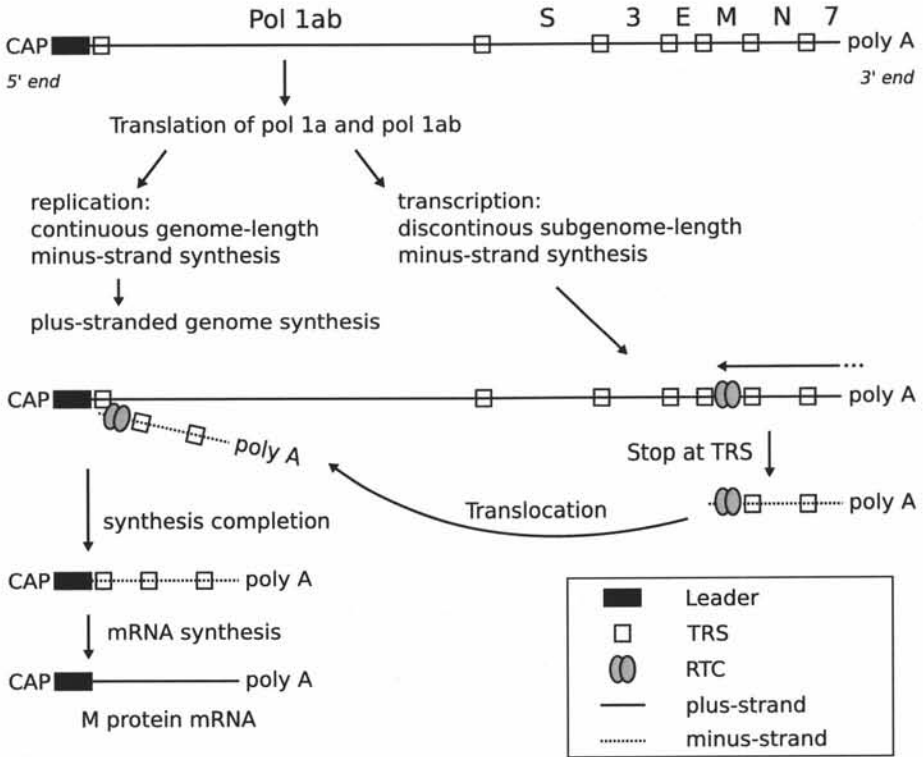 Pol 1ab S 3 E M N 7
CAP poly A
5' end 3' end
Translation of pol 1a and pol 1ab
replication:
continuous genome-length
minus-strand synthesis
transcription:
discontinous subgenome-length
minus-strand synthesis
plus-stranded genome synthesis
CAP poly A
poly A
Stop at TRS
poly A
Translocation
synthesis completion
CAP poly A
mRNA synthesis
CAP poly A
M protein mRNA
Leader
TRS
RTC
plus-strand
minus-strand